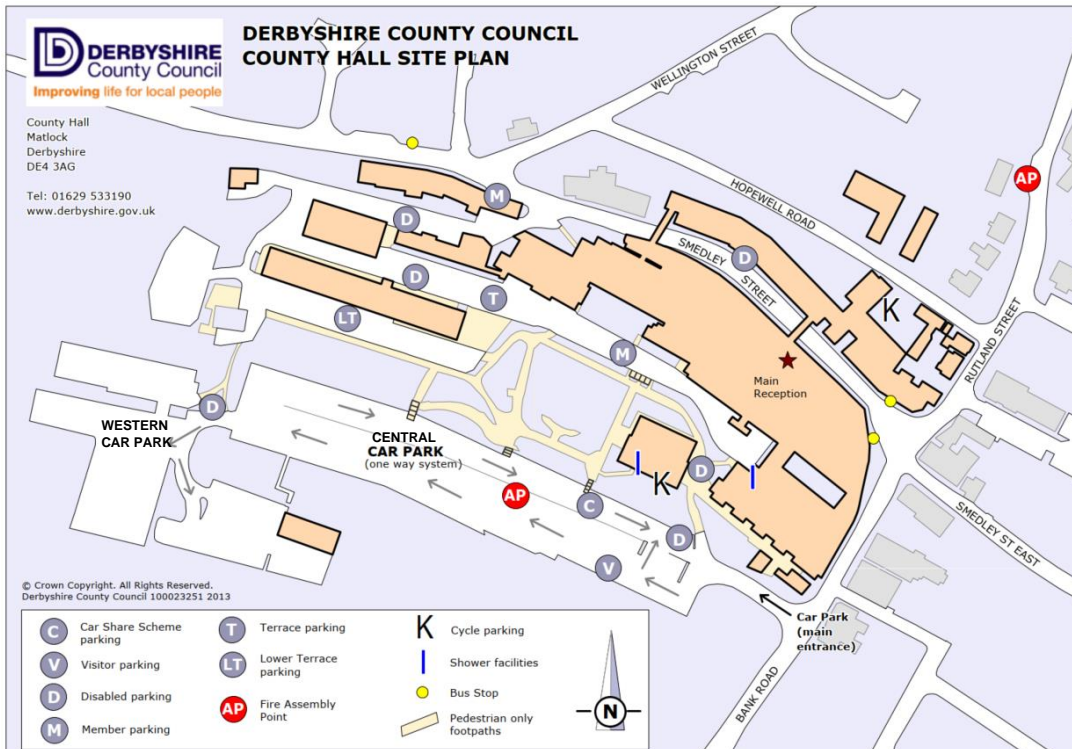 DERBYSHIRE
County Council
Improving life for local people
DERBYSHIRE COUNTY COUNCIL
COUNTY HALL SITE PLAN
County Hall
Matlock
Derbyshire
DE4 3AG
Tel: 01629 533190
www.derbyshire.gov.uk
WELLINGTON STREET
HOPEWELL ROAD
AP
M
D
SMEDLEY
STREET
D
D
T
LT
K
RUTLAND STREET
M
Main
Reception
D
WESTERN
CAR PARK
CENTRAL
CAR PARK
(one way system)
AP
C
K
D
D
V
SMEDLEY ST EAST
Car Park
(main
entrance)
BANK ROAD
© Crown Copyright. All Rights Reserved.
Derbyshire County Council 100023251 2013
C Car Share Scheme
parking
V Visitor parking
D Disabled parking
M Member parking
T Terrace parking
LT Lower Terrace
parking
AP Fire Assembly
Point
K Cycle parking
Shower facilities
Bus Stop
Pedestrian only
footpaths
N